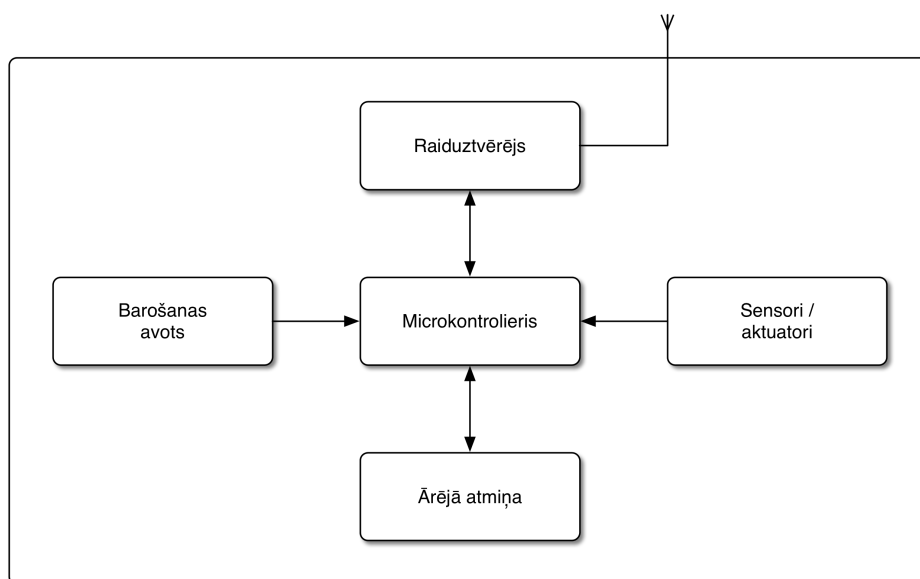 Raiduztvērējs
Barošanas
avots
Microkontrolieris
Sensori /
aktuatori
Ārējā atmiņa